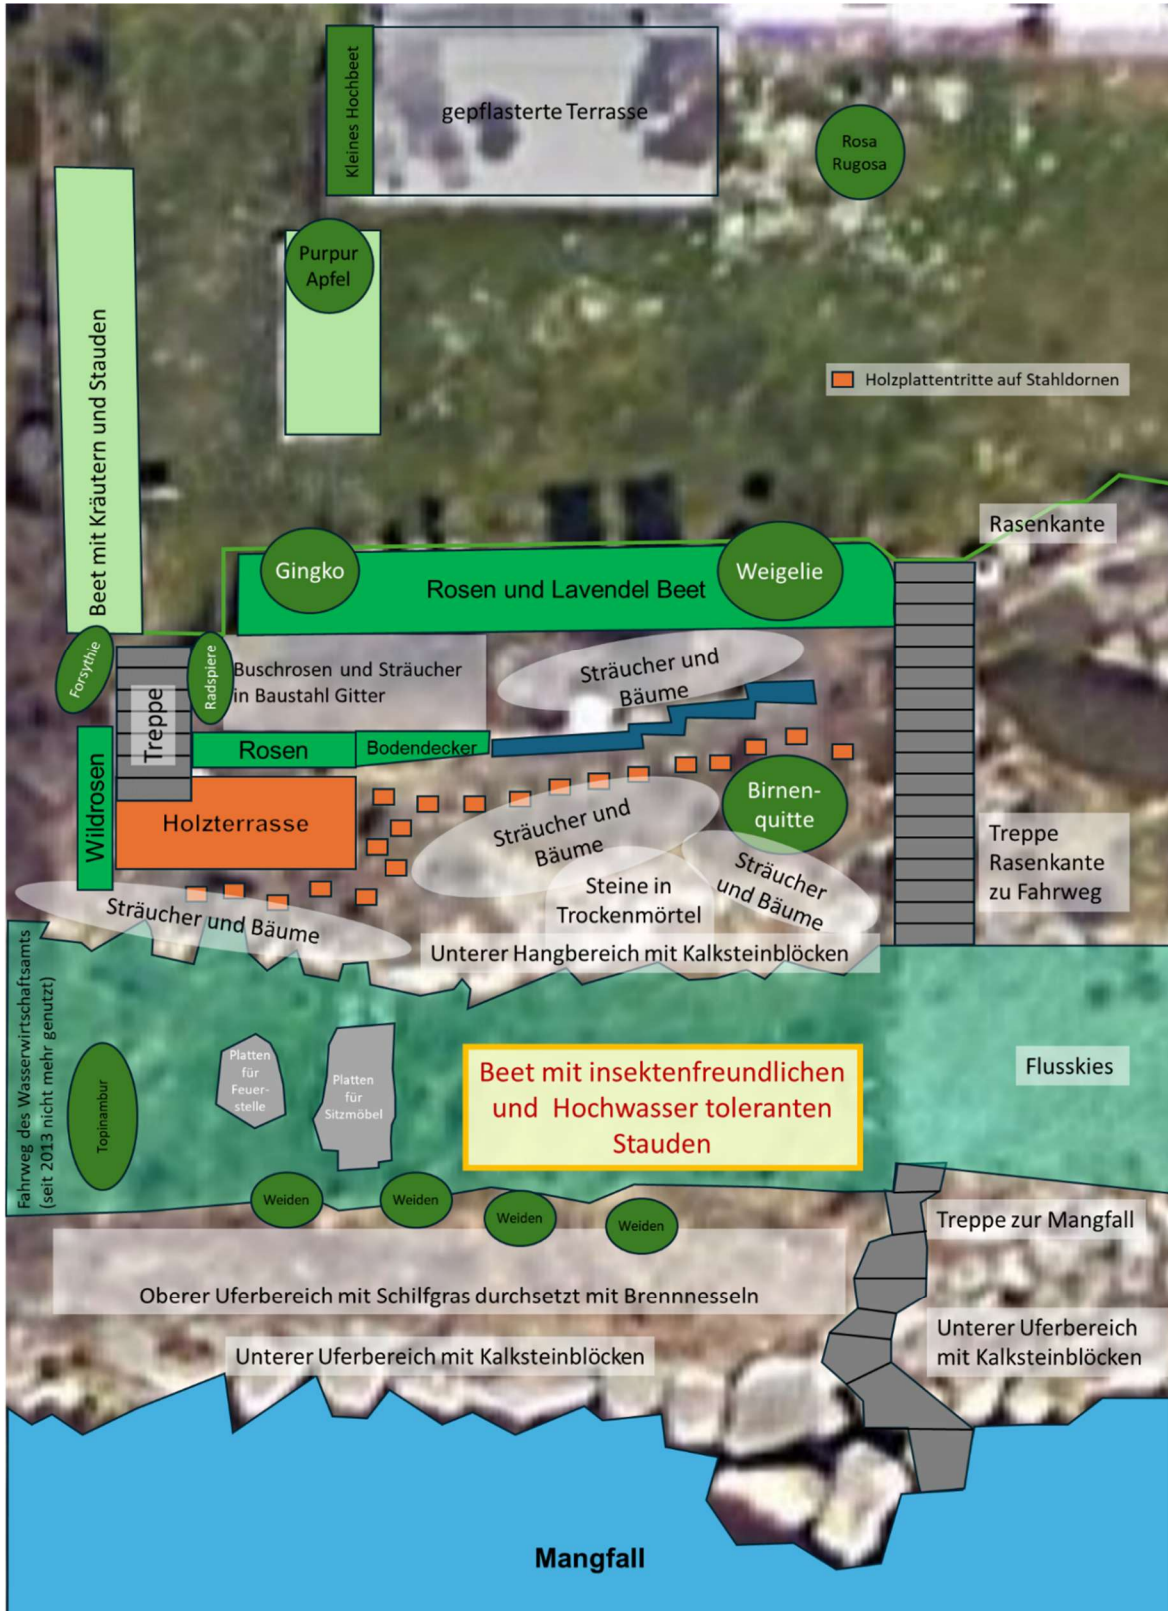 Kleines Hochbeet
gepflasterte Terrasse
Rosa
Rugosa
Purpur
Apfel
Beet mit Kräutern und Stauden
Holzplattentritte auf Stahldornen
Rasenkante
Gingko
Rosen und Lavendel Beet
Weigelie
Forsythie
Treppe
Radspiere
Buschrosen und Sträucher
in Baustahl Gitter
Sträucher und
Bäume
Wildrosen
Rosen
Bodendecker
Holzterrasse
Sträucher und
Bäume
Birnen-
quitte
Sträucher
und Bäume
Treppe
Rasenkante
zu Fahrweg
Steine in
Trockenmörtel
Sträucher und Bäume
Unterer Hangbereich mit Kalksteinblöcken
Fahrweg des Wasserwirtschaftsamts
(seit 2013 nicht mehr genutzt)
Topinambur
Platten
für
Feuer-
stelle
Platten
für
Sitzmöbel
Beet mit insektenfreundlichen
und Hochwasser toleranten
Stauden
Flusskies
Weiden
Weiden
Weiden
Weiden
Treppe zur Mangfall
Oberer Uferbereich mit Schilfgras durchsetzt mit Brennnesseln
Unterer Uferbereich mit Kalksteinblöcken
Unterer Uferbereich
mit Kalksteinblöcken
Mangfall